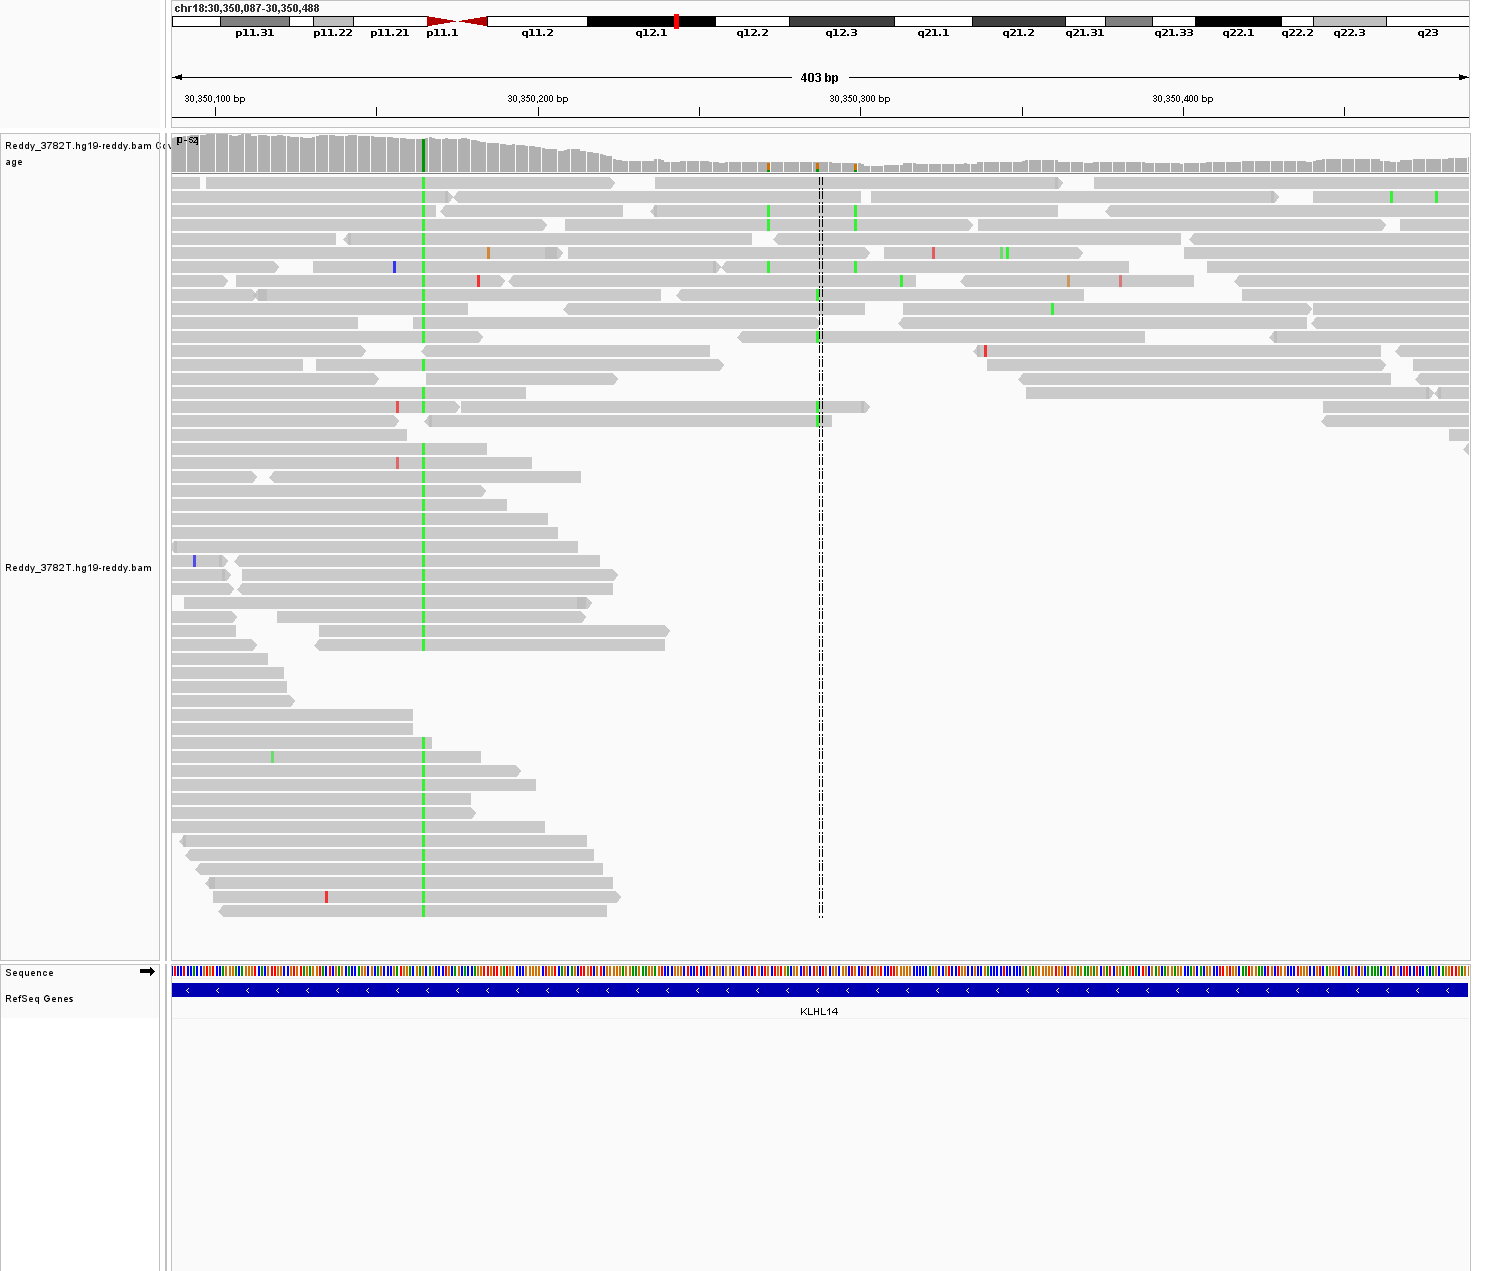 chr18:30,350,087-30,350,488
p11.31 p11.22 p11.21 p11.1 q11.2 q12.1 q12.2 q12.3 q21.1 q21.2 q21.31 q21.33 q22.1 q22.2 q22.3 q23
403 bp
30,350,100 bp 30,350,200 bp 30,350,300 bp 30,350,400 bp
Reddy_3782T.hg19-reddy.bam Cov
age
Reddy_3782T.hg19-reddy.bam
Sequence
RefSeq Genes
KLHL14